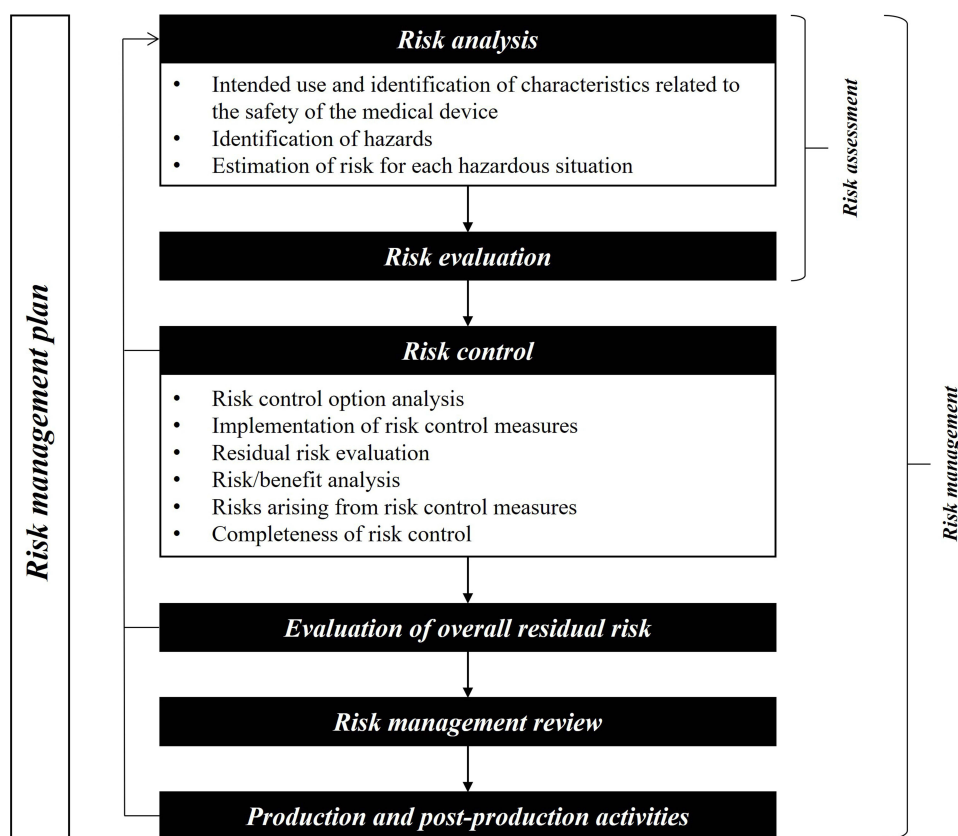 Risk management plan
Risk analysis
• Intended use and identification of characteristics related to
the safety of the medical device
• Identification of hazards
• Estimation of risk for each hazardous situation
Risk evaluation
Risk assessment
Risk control
• Risk control option analysis
• Implementation of risk control measures
• Residual risk evaluation
• Risk/benefit analysis
• Risks arising from risk control measures
• Completeness of risk control
Evaluation of overall residual risk
Risk management review
Production and post-production activities
Risk management